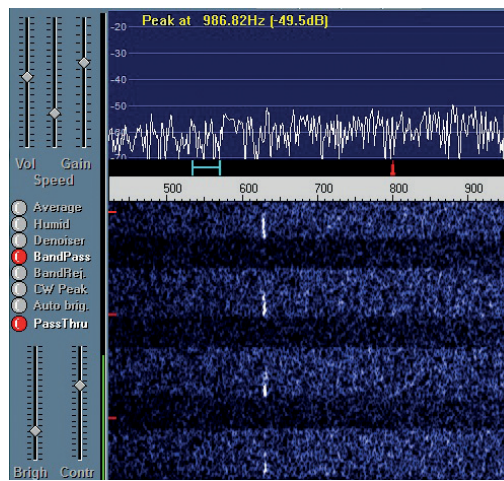 Peak at 986.82Hz (-49.5dB)
-20
-30
-40
-50
-60
-70
Vol Gain
Speed
500 600 700 800 900
Average
Humid
Denoiser
BandPass
BandRej.
CW Peak
Auto brig.
PassThru
Brigh Contr